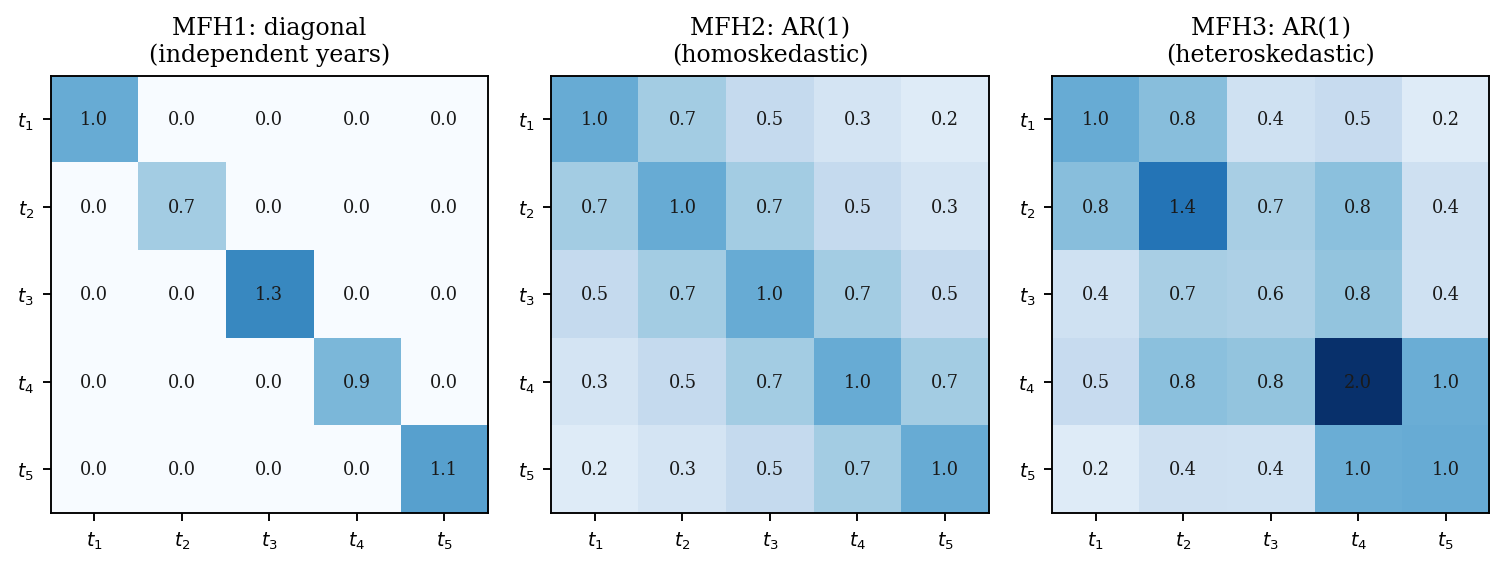 MFH1: diagonal
(independent years)
t₁ 1.0 0.0 0.0 0.0 0.0
t₂ 0.0 0.7 0.0 0.0 0.0
t₃ 0.0 0.0 1.3 0.0 0.0
t₄ 0.0 0.0 0.0 0.9 0.0
t₅ 0.0 0.0 0.0 0.0 1.1
t₁ t₂ t₃ t₄ t₅
MFH2: AR(1)
(homoskedastic)
t₁ 1.0 0.7 0.5 0.3 0.2
t₂ 0.7 1.0 0.7 0.5 0.3
t₃ 0.5 0.7 1.0 0.7 0.5
t₄ 0.3 0.5 0.7 1.0 0.7
t₅ 0.2 0.3 0.5 0.7 1.0
t₁ t₂ t₃ t₄ t₅
MFH3: AR(1)
(heteroskedastic)
t₁ 1.0 0.8 0.4 0.5 0.2
t₂ 0.8 1.4 0.7 0.8 0.4
t₃ 0.4 0.7 0.6 0.8 0.4
t₄ 0.5 0.8 0.8 2.0 1.0
t₅ 0.2 0.4 0.4 1.0 1.0
t₁ t₂ t₃ t₄ t₅